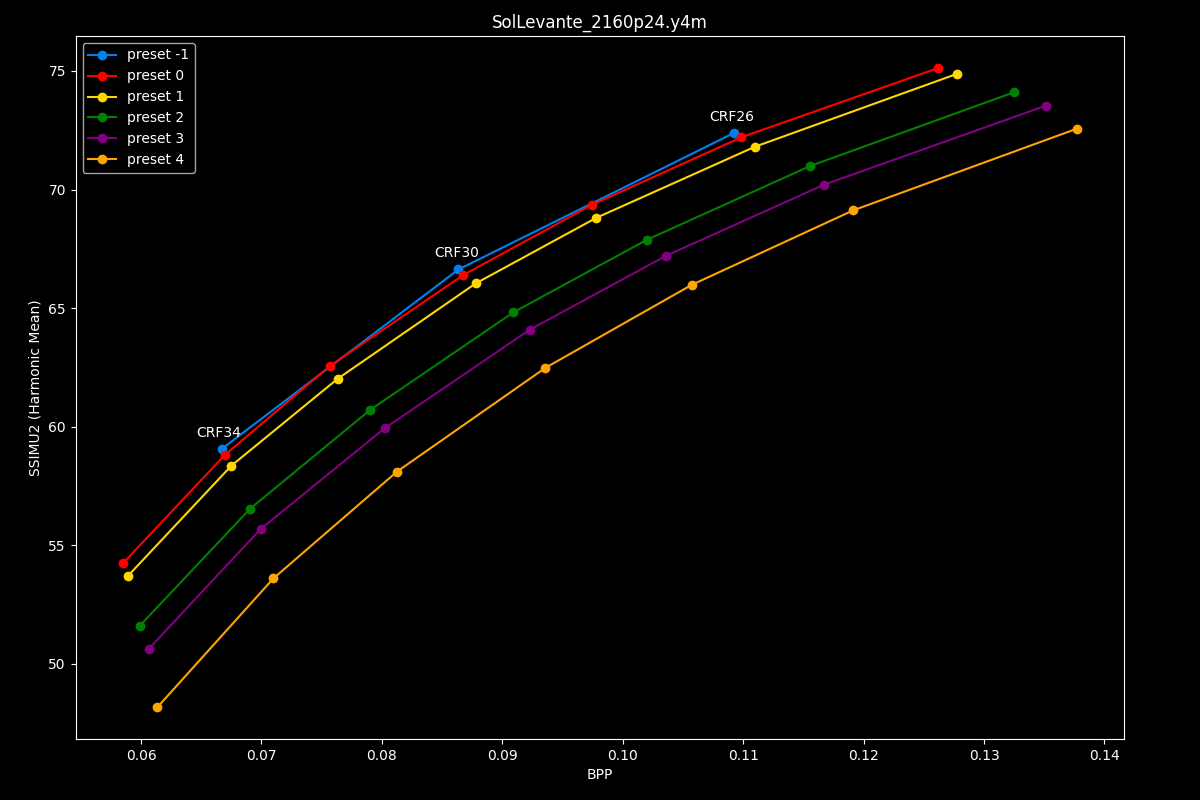 SolLevante_2160p24.y4m
preset -1
preset 0
preset 1
preset 2
preset 3
preset 4
CRF26
CRF30
CRF34
SSIMU2 (Harmonic Mean)
75
70
65
60
55
50
0.06 0.07 0.08 0.09 0.10 0.11 0.12 0.13 0.14
BPP